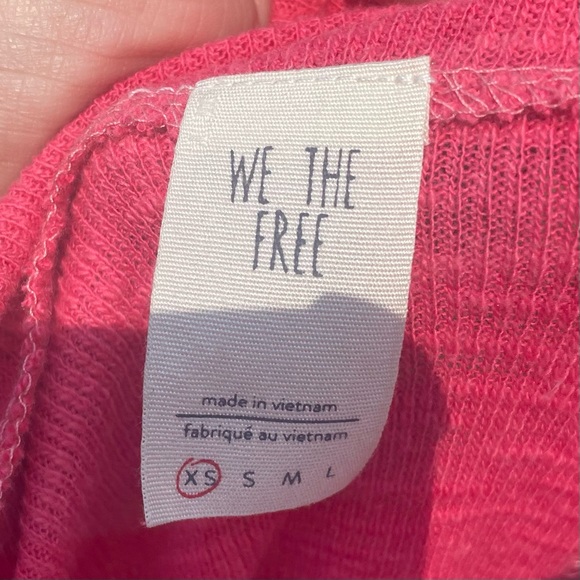 WE THE
FREE
made in vietnam
fabriqué au vietnam
XS S M L